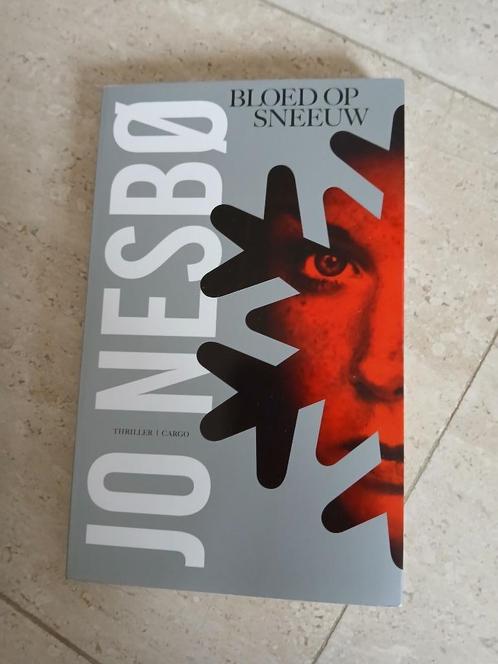 BLOED OP
SNEEUW
JO NESBØ
THRILLER | CARGO